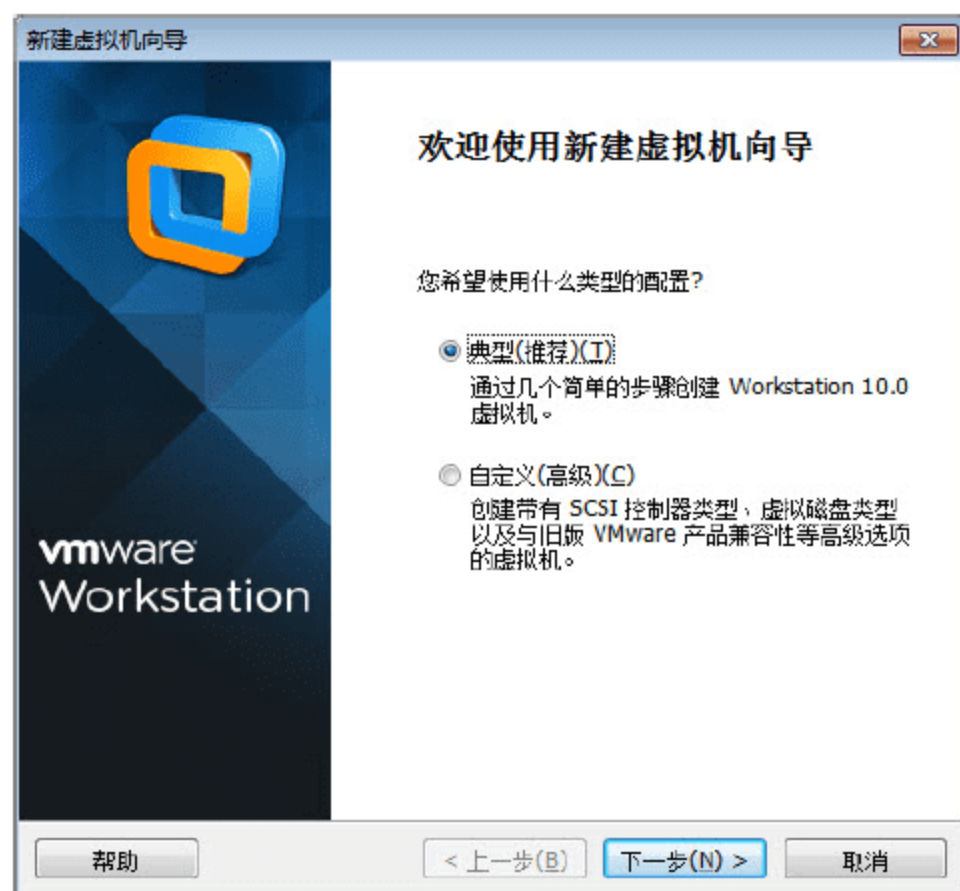 新建虚拟机向导
欢迎使用新建虚拟机向导
您希望使用什么类型的配置?
典型(推荐)(T)
通过几个简单的步骤创建 Workstation 10.0
虚拟机。
自定义(高级)(C)
创建带有 SCSI 控制器类型、虚拟磁盘类型
以及与旧版 VMware 产品兼容性等高级选项
的虚拟机。
vmware
Workstation
帮助
< 上一步(B)
下一步(N) >
取消